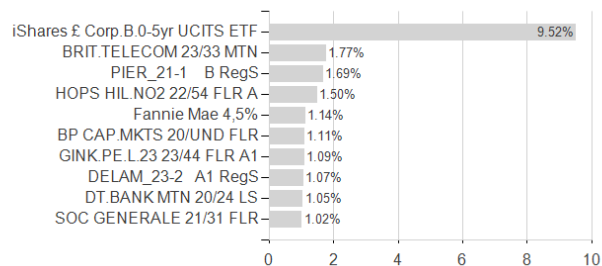 iShares £ Corp.B.0-5yr UCITS ETF 9.52%
BRIT.TELECOM 23/33 MTN 1.77%
PIER_21-1 B RegS 1.69%
HOPS HIL.NO2 22/54 FLR A 1.50%
Fannie Mae 4,5% 1.14%
BP CAP.MKTS 20/UND FLR 1.11%
GINK.PE.L.23 23/44 FLR A1 1.09%
DELAM_23-2 A1 RegS 1.07%
DT.BANK MTN 20/24 LS 1.05%
SOC GENERALE 21/31 FLR 1.02%
0 2 4 6 8 10